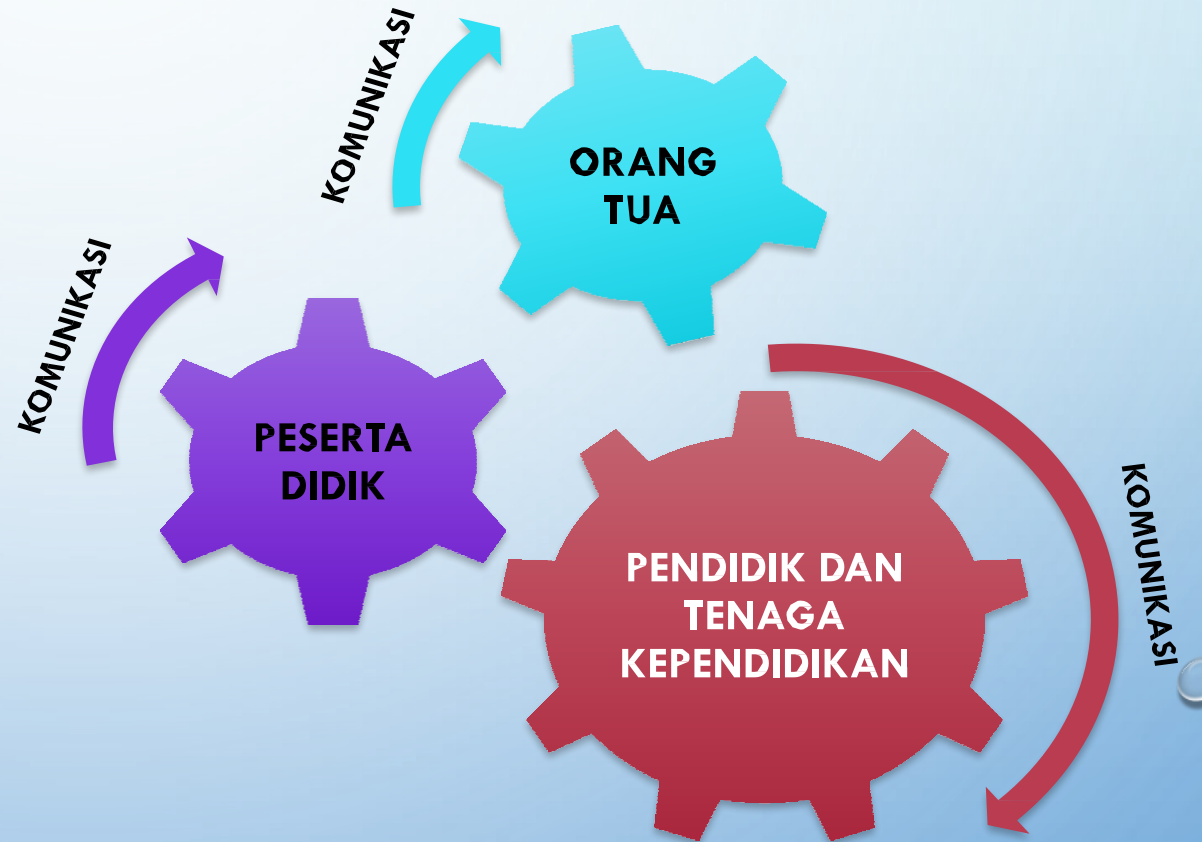 KOMUNIKASI
ORANG
TUA
KOMUNIKASI
PESERTA
DIDIK
PENDIDIK DAN
TENAGA
KEPENDIDIKAN
KOMUNIKASI